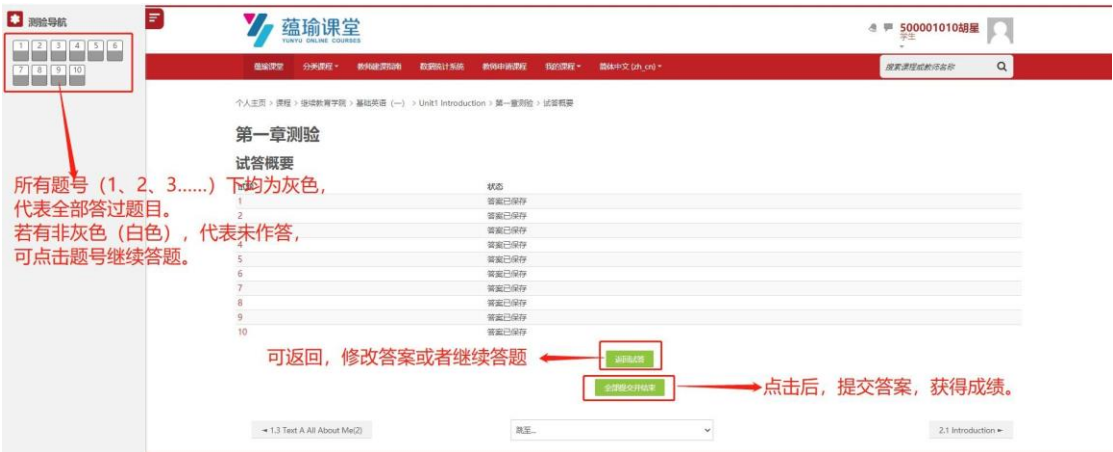 测验导航
1 2 3 4 5 6
7 8 9 10
蕴瑜课堂
YUNYU ONLINE COURSES
500001010胡星
学生
蕴瑜课堂 分类课程 教师建课指南 数据统计系统 教师申请课程 我的课程 简体中文 (zh_cn)
搜索课程或教师名称
个人主页 > 课程 > 继续教育学院 > 基础英语（一） > Unit1 Introduction > 第一章测验 > 试答概要
第一章测验
试答概要
所有题号（1、2、3......）下均为灰色，
代表全部答过题目。
若有非灰色（白色），代表未作答，
可点击题号继续答题。
状态
1 答案已保存
2 答案已保存
答案已保存
4 答案已保存
5 答案已保存
6 答案已保存
7 答案已保存
8 答案已保存
9 答案已保存
10 答案已保存
可返回，修改答案或者继续答题
返回试答
全部提交并结束
点击后，提交答案，获得成绩。
◄ 1.3 Text A All About Me(2)
跳至...
2.1 Introduction ►